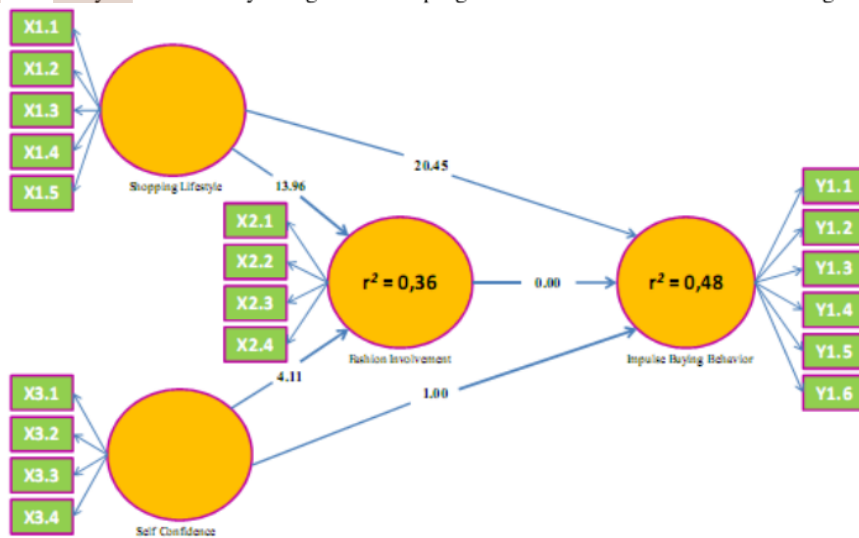 X1.1
X1.2
X1.3
X1.4
X1.5
Shopping Lifestyle
20.45
13.96
X2.1
X2.2
X2.3
X2.4
r² = 0,36
Fashion Involvement
0.00
r² = 0,48
Impulse Buying Behavior
Y1.1
Y1.2
Y1.3
Y1.4
Y1.5
Y1.6
4.11
1.00
X3.1
X3.2
X3.3
X3.4
Self Confidence